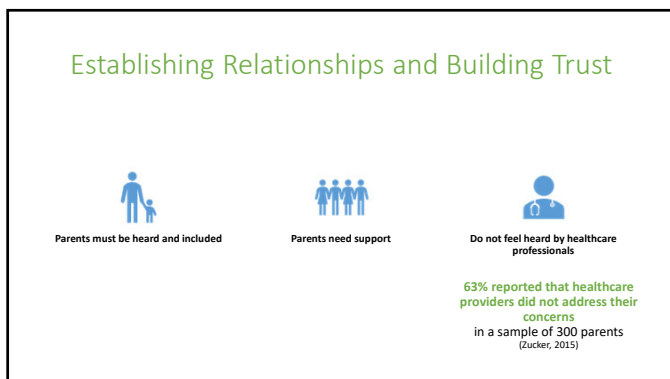 Establishing Relationships and Building Trust
Parents must be heard and included
Parents need support
Do not feel heard by healthcare
professionals
63% reported that healthcare
providers did not address their
concerns
in a sample of 300 parents
(Zucker, 2015)